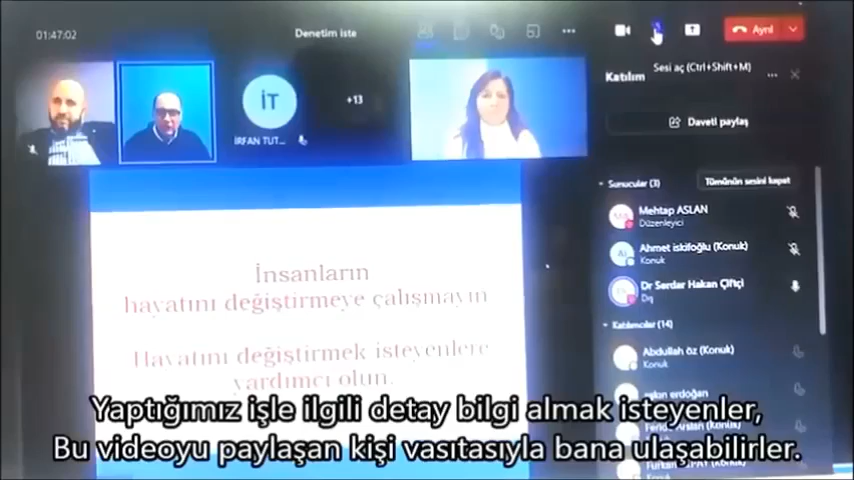 01:47:02
Denetim iste
Ayrıl
Sesi aç (Ctrl+Shift+M)
Katılım
İT
İRFAN TUT...
+13
Daveti paylaş
Sunucular (3)
Tümünün sesini kapat
Mehtap ASLAN
Düzenleyici
Ahmet iskifoğlu (Konuk)
Konuk
Dr Serdar Hakan Çiftçi
Dış
Katılımcılar (14)
Abdullah öz (Konuk)
Konuk
aşkın erdoğan
İnsanların
hayatını değiştirmeye çalışmayın
Hayatını değiştirmek isteyenlere
yardımcı olun.
Yaptığımız işle ilgili detay bilgi almak isteyenler,
Bu videoyu paylaşan kişi vasıtasıyla bana ulaşabilirler.